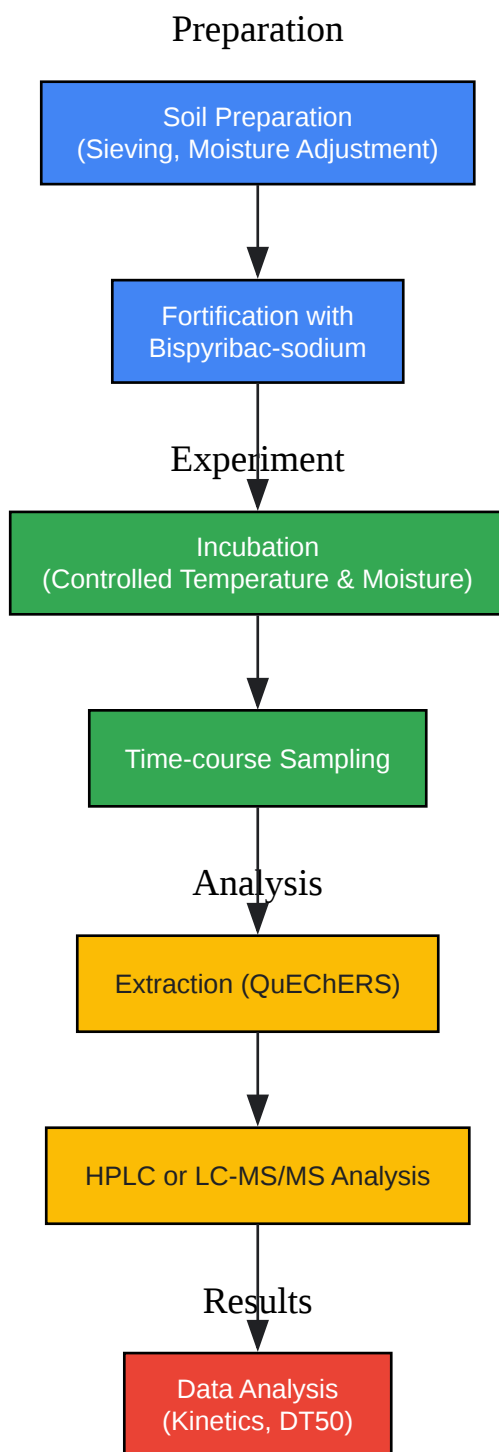 Preparation
Soil Preparation
(Sieving, Moisture Adjustment)
Fortification with
Bispyribac-sodium
Experiment
Incubation
(Controlled Temperature & Moisture)
Time-course Sampling
Analysis
Extraction (QuEChERS)
HPLC or LC-MS/MS Analysis
Results
Data Analysis
(Kinetics, DT50)